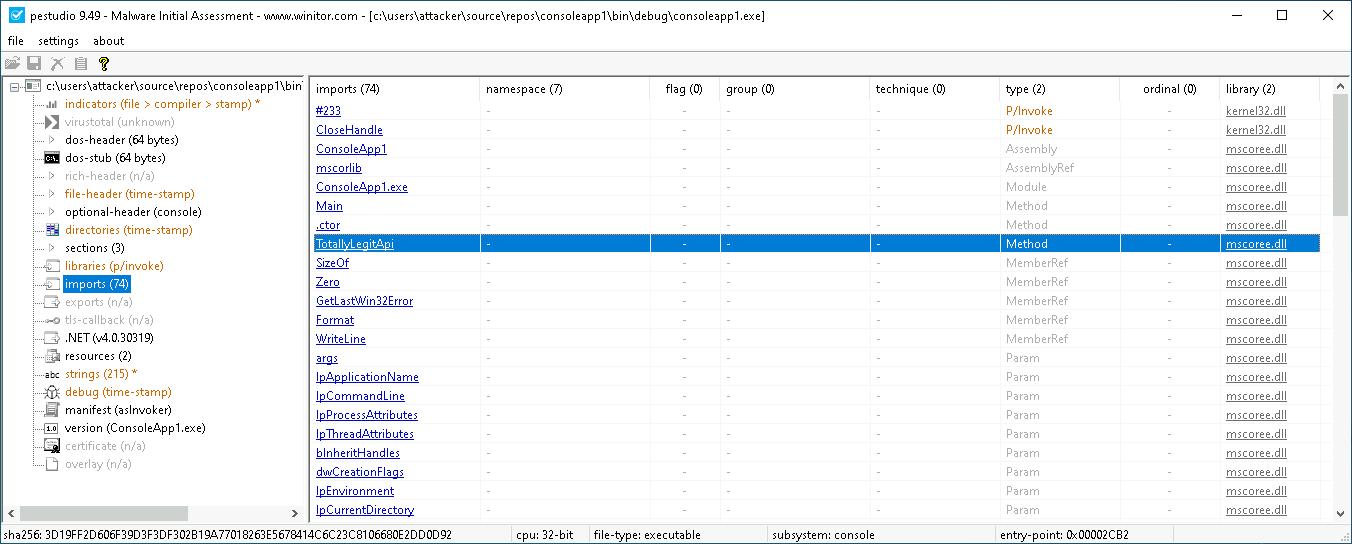 pestudio 9.49 - Malware Initial Assessment - www.winitor.com - [c:\users\attacker\source\repos\consoleapp1\bin\debug\consoleapp1.exe]
file settings about
c:\users\attacker\source\repos\consoleapp1\bin
indicators (file > compiler > stamp) *
virustotal (unknown)
dos-header (64 bytes)
dos-stub (64 bytes)
rich-header (n/a)
file-header (time-stamp)
optional-header (console)
directories (time-stamp)
sections (3)
libraries (p/invoke)
imports (74)
exports (n/a)
tls-callback (n/a)
.NET (v4.0.30319)
resources (2)
abc strings (215) *
debug (time-stamp)
manifest (asInvoker)
1.0 version (ConsoleApp1.exe)
certificate (n/a)
overlay (n/a)
imports (74) namespace (7) flag (0) group (0) technique (0) type (2) ordinal (0) library (2)
#233 - - - - P/Invoke - kernel32.dll
CloseHandle - - - - P/Invoke - kernel32.dll
ConsoleApp1 - - - - Assembly - mscoree.dll
mscorlib - - - - AssemblyRef - mscoree.dll
ConsoleApp1.exe - - - - Module - mscoree.dll
Main - - - - Method - mscoree.dll
.ctor - - - - Method - mscoree.dll
TotallyLegitApi - - - - Method - mscoree.dll
SizeOf - - - - MemberRef - mscoree.dll
Zero - - - - MemberRef - mscoree.dll
GetLastWin32Error - - - - MemberRef - mscoree.dll
Format - - - - MemberRef - mscoree.dll
WriteLine - - - - MemberRef - mscoree.dll
args - - - - Param - mscoree.dll
lpApplicationName - - - - Param - mscoree.dll
lpCommandLine - - - - Param - mscoree.dll
lpProcessAttributes - - - - Param - mscoree.dll
lpThreadAttributes - - - - Param - mscoree.dll
bInheritHandles - - - - Param - mscoree.dll
dwCreationFlags - - - - Param - mscoree.dll
lpEnvironment - - - - Param - mscoree.dll
lpCurrentDirectory - - - - Param - mscoree.dll
sha256: 3D19FF2D606F39D3F3DF302B19A77018263E5678414C6C23C8106680E2DD0D92 cpu: 32-bit file-type: executable subsystem: console entry-point: 0x00002CB2